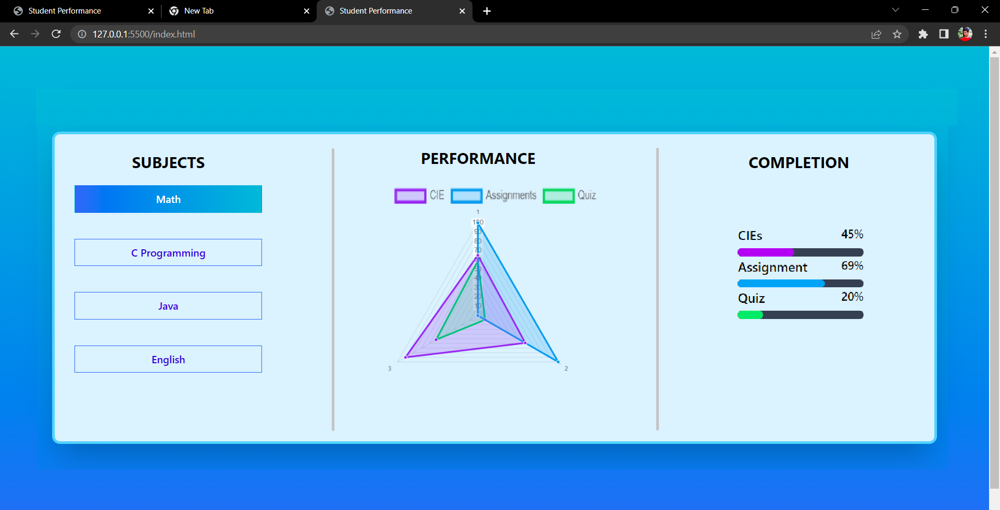 Student Performance
New Tab
Student Performance
127.0.0.1:5500/index.html
SUBJECTS
Math
C Programming
Java
English
PERFORMANCE
CIE Assignments Quiz
1
100
90
80
70
50
40
30
20
10
3
2
COMPLETION
CIEs 45%
Assignment 69%
Quiz 20%